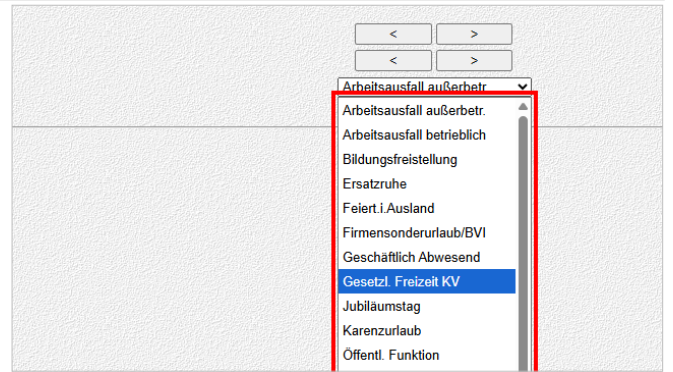 < >
< >
Arbeitsausfall außerbetr.
Arbeitsausfall außerbetr.
Arbeitsausfall betrieblich
Bildungsfreistellung
Ersatzruhe
Feiert.i.Ausland
Firmensonderurlaub/BVI
Geschäftlich Abwesend
Gesetzl. Freizeit KV
Jubiläumstag
Karenzurlaub
Öffentl. Funktion